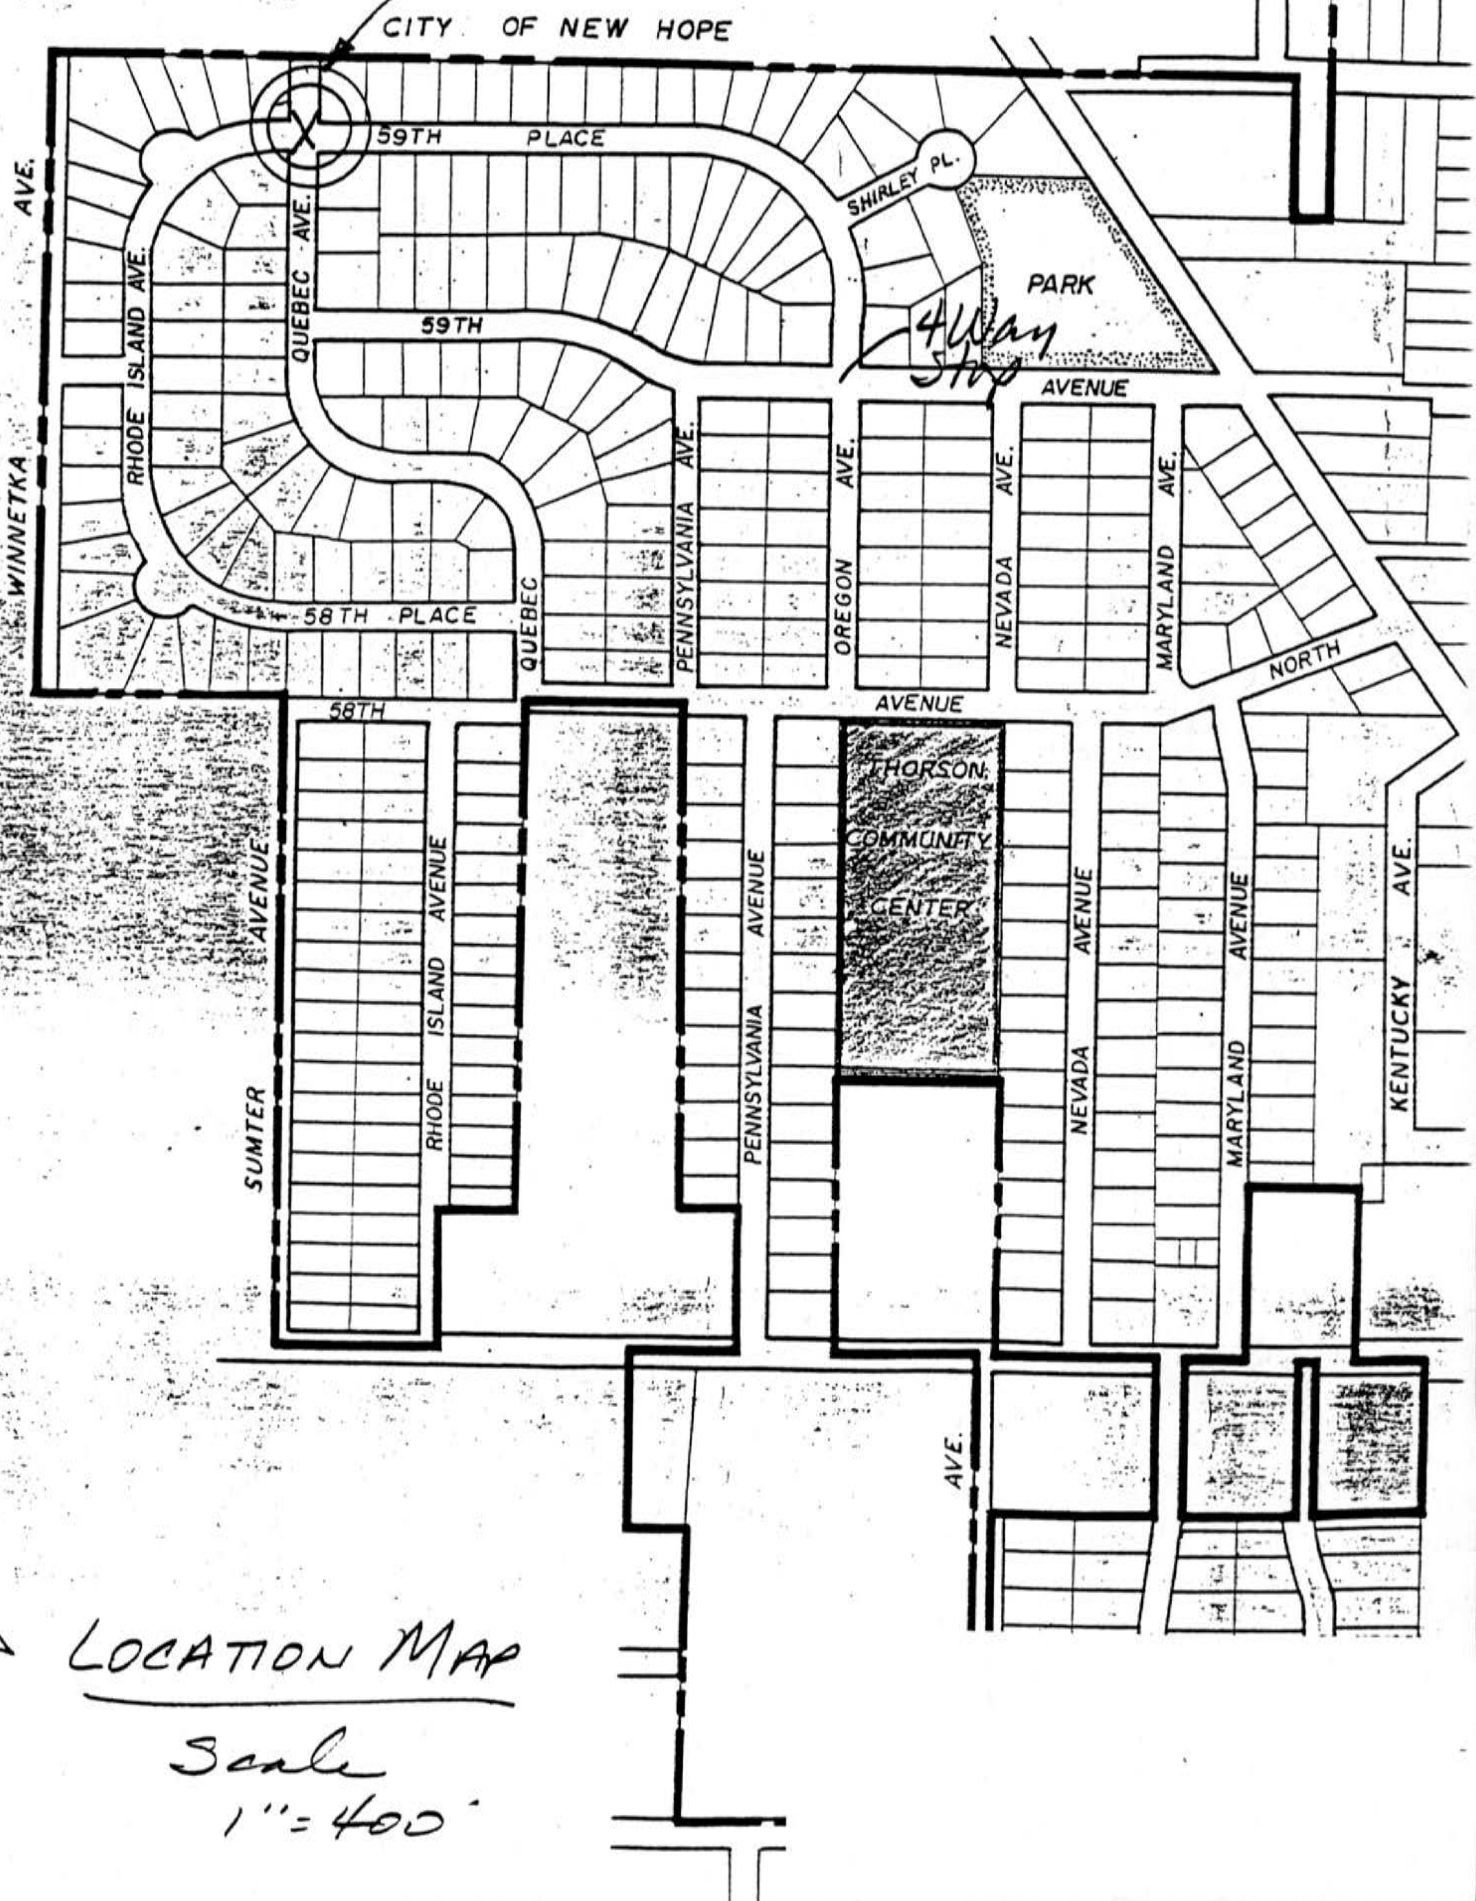 CITY OF NEW HOPE
59TH PLACE
SHIRLEY PL.
PARK
WINNETKA AVE.
RHODE ISLAND AVE.
QUEBEC AVE.
59TH AVENUE
4 Way
Stop
PENNSYLVANIA AVE.
OREGON AVE.
NEVADA AVE.
MARYLAND AVE.
58TH PLACE
QUEBEC
NORTH
58TH AVENUE
THORSON
COMMUNITY
CENTER
SUMTER AVENUE
RHODE ISLAND AVENUE
PENNSYLVANIA AVENUE
NEVADA AVENUE
MARYLAND AVENUE
KENTUCKY AVE.
AVE.
LOCATION MAP
Scale
1"=400'